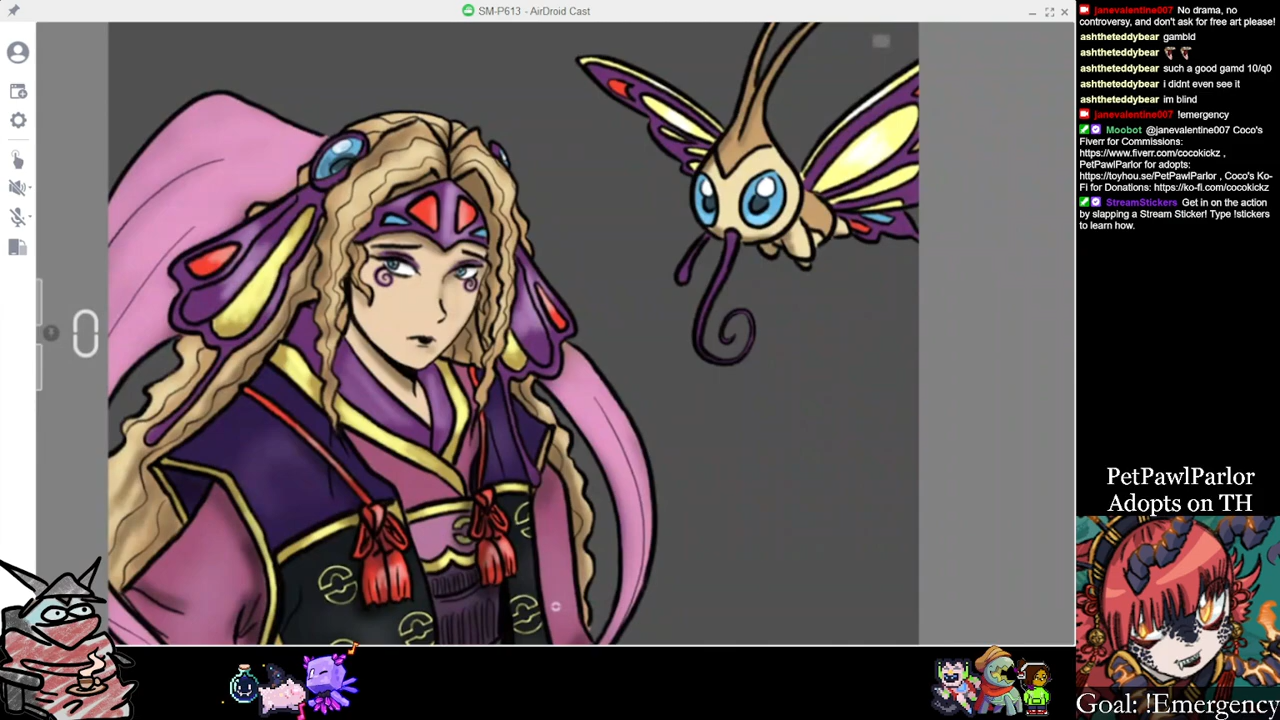 SM-P613 - AirDroid Cast
janevalentine007 No drama, no
controversy, and don't ask for free art please!
ashtheteddybear gambld
ashtheteddybear
ashtheteddybear such a good gamd 10/q0
ashtheteddybear i didnt even see it
ashtheteddybear im blind
janevalentine007 !emergency
Moobot @janevalentine007 Coco's
Fiverr for Commissions:
https://www.fiverr.com/cocokickz ,
PetPawlParlor for adopts:
https://toyhou.se/PetPawlParlor , Coco's Ko-
Fi for Donations: https://ko-fi.com/cocokickz
StreamStickers Get in on the action
by slapping a Stream Sticker! Type !stickers
to learn how.
PetPawlParlor
Adopts on TH
Goal: !Emergency